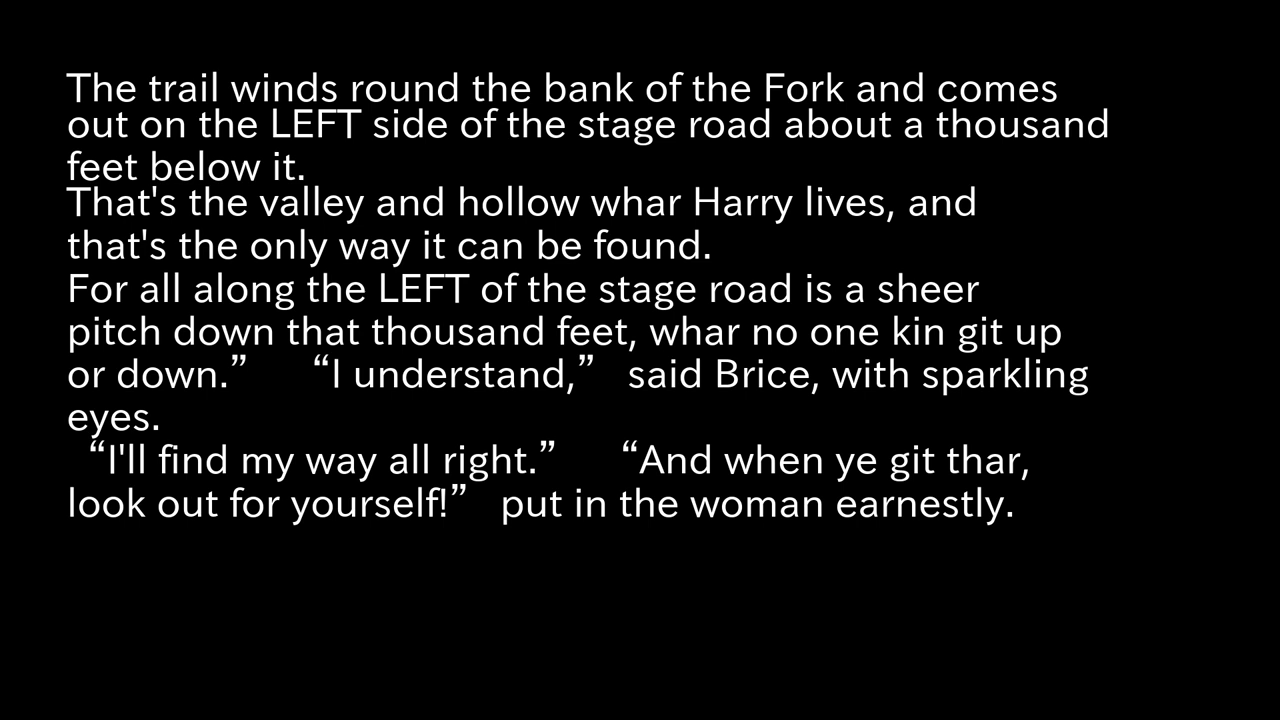 The trail winds round the bank of the Fork and comes
out on the LEFT side of the stage road about a thousand
feet below it.
That's the valley and hollow whar Harry lives, and
that's the only way it can be found.
For all along the LEFT of the stage road is a sheer
pitch down that thousand feet, whar no one kin git up
or down.” “I understand,” said Brice, with sparkling
eyes.
“I'll find my way all right.” “And when ye git thar,
look out for yourself!” put in the woman earnestly.